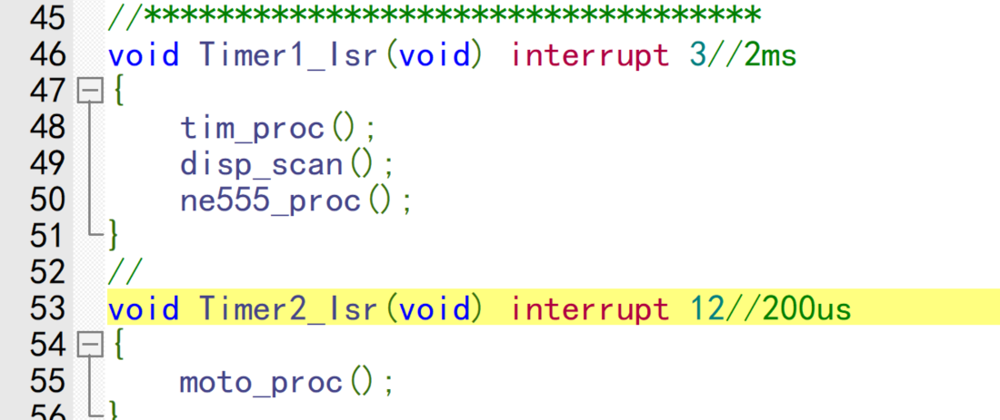 45 //**********************************
46 void Timer1_Isr(void) interrupt 3//2ms
47 {
48 tim_proc();
49 disp_scan();
50 ne555_proc();
51 }
52 //
53 void Timer2_Isr(void) interrupt 12//200us
54 {
55 moto_proc();
56 }